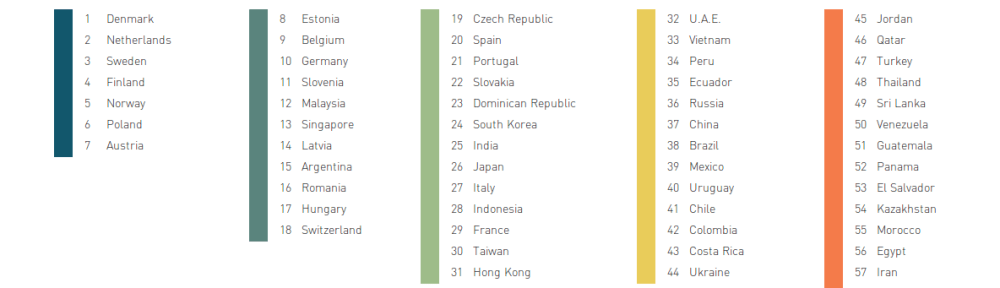 1 Denmark
2 Netherlands
3 Sweden
4 Finland
5 Norway
6 Poland
7 Austria
8 Estonia
9 Belgium
10 Germany
11 Slovenia
12 Malaysia
13 Singapore
14 Latvia
15 Argentina
16 Romania
17 Hungary
18 Switzerland
19 Czech Republic
20 Spain
21 Portugal
22 Slovakia
23 Dominican Republic
24 South Korea
25 India
26 Japan
27 Italy
28 Indonesia
29 France
30 Taiwan
31 Hong Kong
32 U.A.E.
33 Vietnam
34 Peru
35 Ecuador
36 Russia
37 China
38 Brazil
39 Mexico
40 Uruguay
41 Chile
42 Colombia
43 Costa Rica
44 Ukraine
45 Jordan
46 Qatar
47 Turkey
48 Thailand
49 Sri Lanka
50 Venezuela
51 Guatemala
52 Panama
53 El Salvador
54 Kazakhstan
55 Morocco
56 Egypt
57 Iran